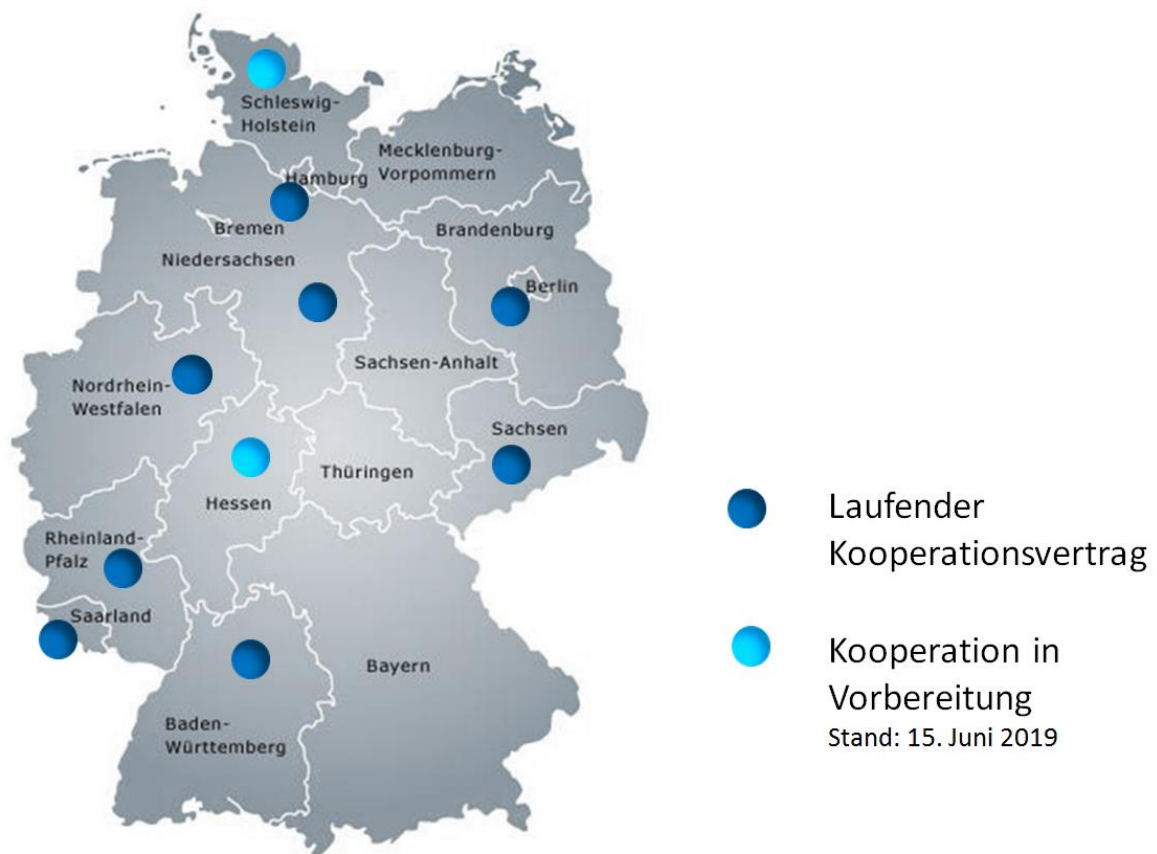 Schleswig-
Holstein
Mecklenburg-
Vorpommern
Hamburg
Bremen
Brandenburg
Niedersachsen
Berlin
Sachsen-Anhalt
Nordrhein-
Westfalen
Sachsen
Thüringen
Hessen
Rheinland-
Pfalz
Saarland
Bayern
Baden-
Württemberg
Laufender
Kooperationsvertrag
Kooperation in
Vorbereitung
Stand: 15. Juni 2019